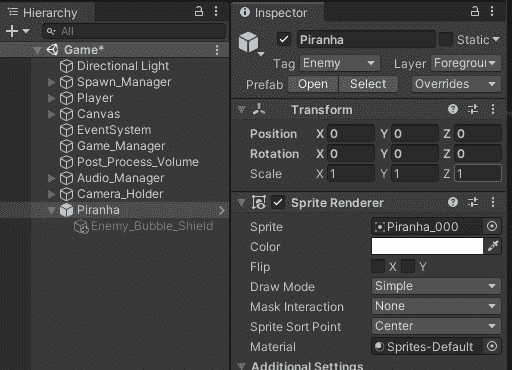 Hierarchy
All
Game*
Directional Light
Spawn_Manager
Player
Canvas
EventSystem
Game_Manager
Post_Process_Volume
Audio_Manager
Camera_Holder
Piranha
Enemy_Bubble_Shield
Inspector
Piranha Static
Tag Enemy Layer Foregrou
Prefab Open Select Overrides
Transform
Position X 0 Y 0 Z 0
Rotation X 0 Y 0 Z 0
Scale X 1 Y 1 Z 1
Sprite Renderer
Sprite Piranha_000
Color
Flip X Y
Draw Mode Simple
Mask Interaction None
Sprite Sort Point Center
Material Sprites-Default
Additional Settings